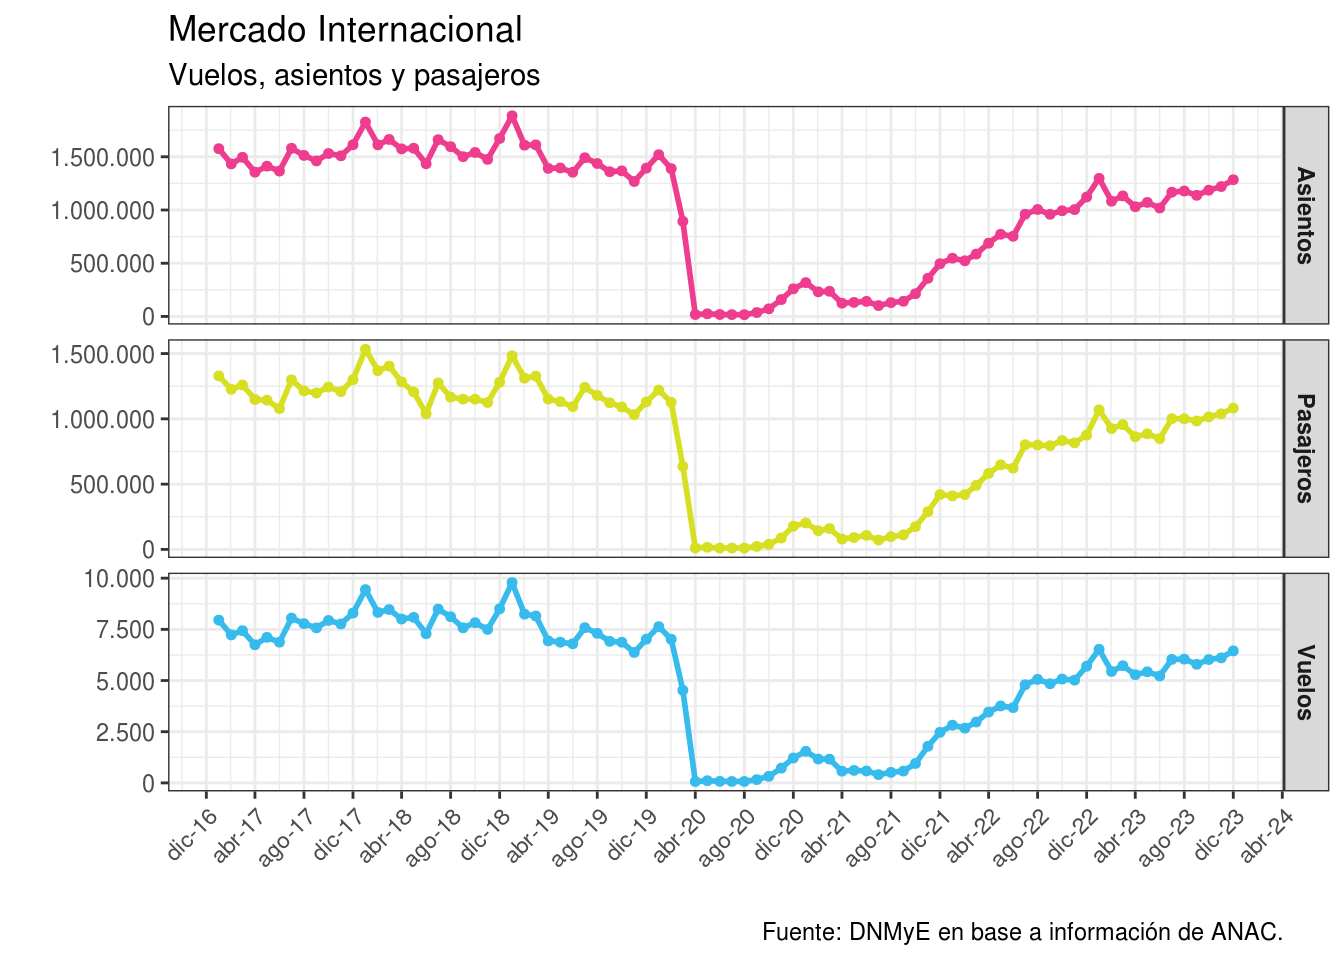 Mercado Internacional
Vuelos, asientos y pasajeros
1.500.000
1.000.000
500.000
0
Asientos
1.500.000
1.000.000
500.000
0
Pasajeros
10.000
7.500
5.000
2.500
0
Vuelos
dic-16 abr-17 ago-17 dic-17 abr-18 ago-18 dic-18 abr-19 ago-19 dic-19 abr-20 ago-20 dic-20 abr-21 ago-21 dic-21 abr-22 ago-22 dic-22 abr-23 ago-23 dic-23 abr-24
Fuente: DNMyE en base a información de ANAC.